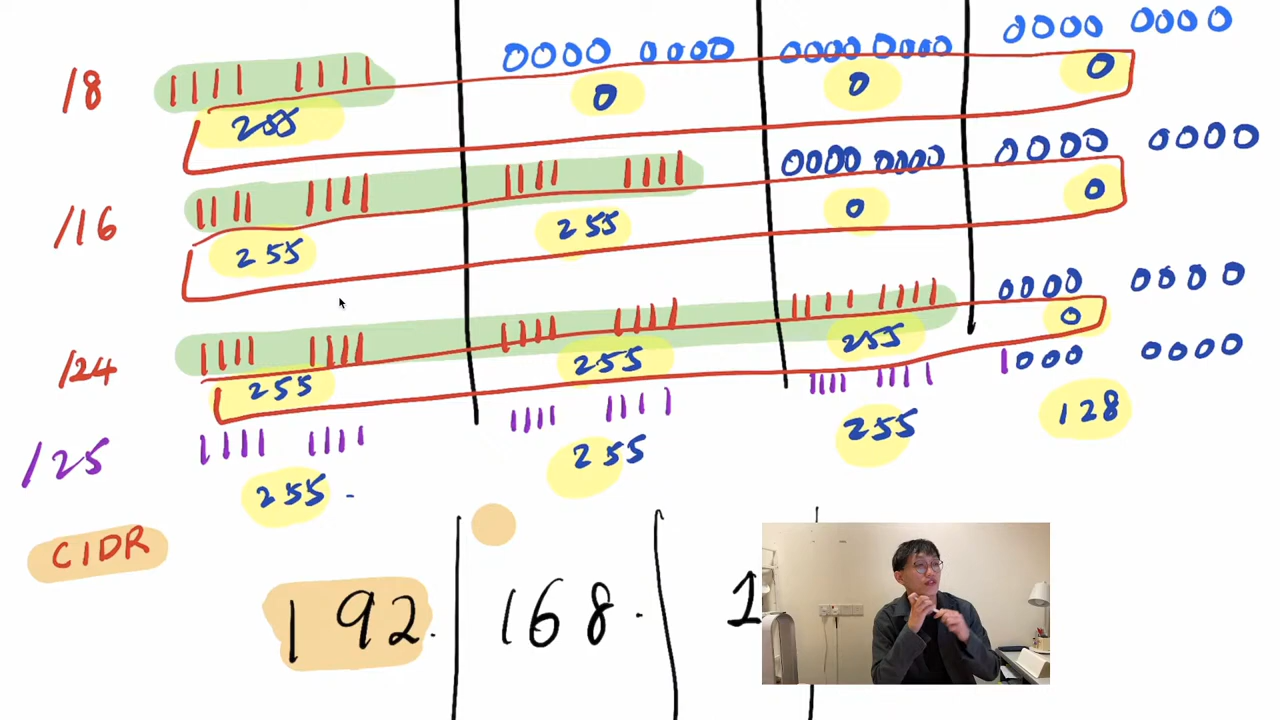 0000 0000 0000 0000 0000 0000
/8 1111 1111
255 0 0 0
0000 0000 0000 0000
/16 1111 1111 1111 1111
255 255 0 0
0000 0000
/24 1111 1111 1111 1111 1111 1111
255 255 255 0
/25 1111 1111 1111 1111 1111 1111 1000 0000
255. 255 255 128
CIDR
192. 168. 1